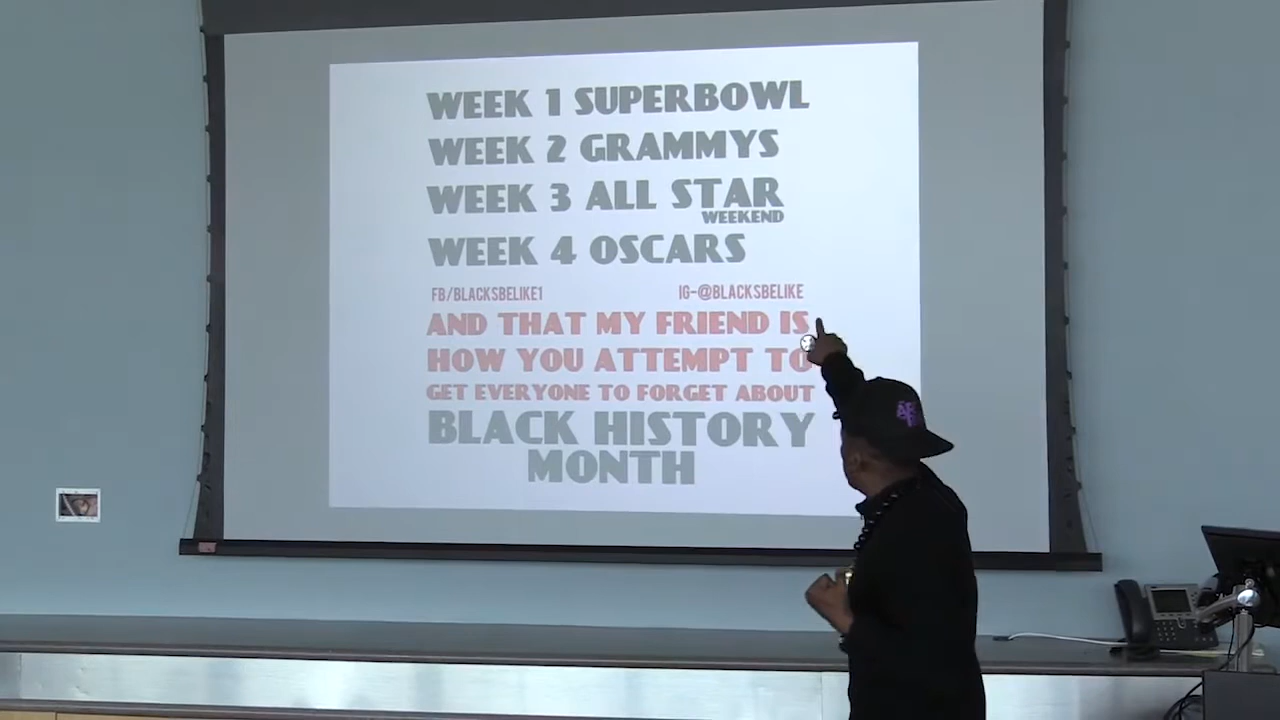 WEEK 1 SUPERBOWL
WEEK 2 GRAMMYS
WEEK 3 ALL STAR
WEEKEND
WEEK 4 OSCARS
FB/BLACKSBELIKE1 IG-@BLACKSBELIKE
AND THAT MY FRIEND IS
HOW YOU ATTEMPT TO
GET EVERYONE TO FORGET ABOUT
BLACK HISTORY
MONTH